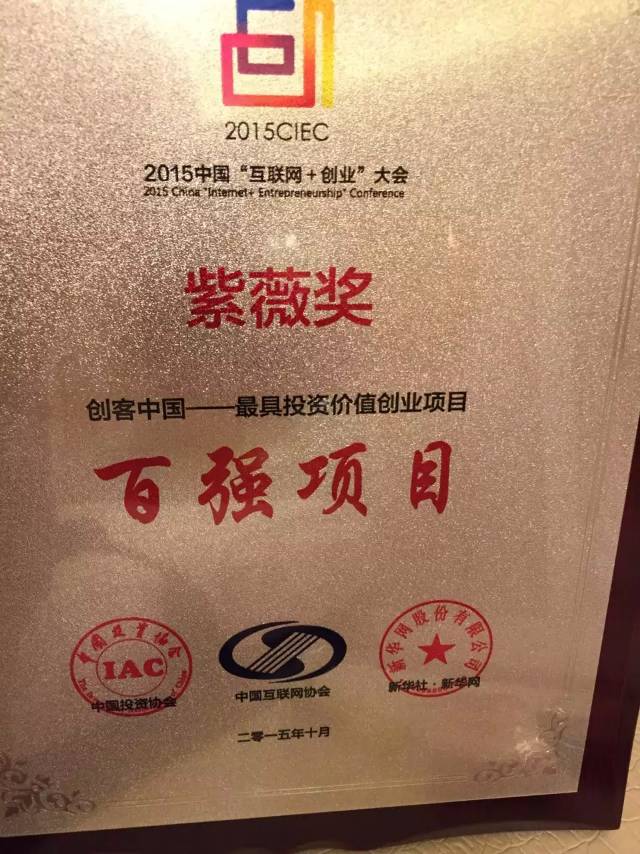 2015CIEC
2015中国“互联网+创业”大会
2015 China "Internet+ Entrepreneurship" Conference
紫薇奖
创客中国——最具投资价值创业项目
百强项目
IAC
中国投资协会
中国互联网协会
新华网股份有限公司
新华社·新华网
二零一五年十月